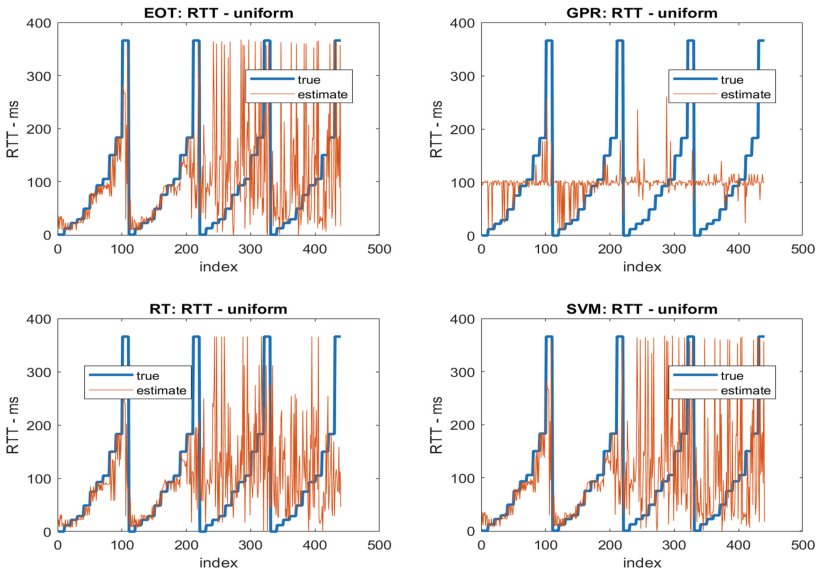 EOT: RTT - uniform
400
300
200
100
0
RTT - ms
true
estimate
0 100 200 300 400 500
index
GPR: RTT - uniform
400
300
200
100
0
RTT - ms
true
estimate
0 100 200 300 400 500
index
RT: RTT - uniform
400
300
200
100
0
RTT - ms
true
estimate
0 100 200 300 400 500
index
SVM: RTT - uniform
400
300
200
100
0
RTT - ms
true
estimate
0 100 200 300 400 500
index